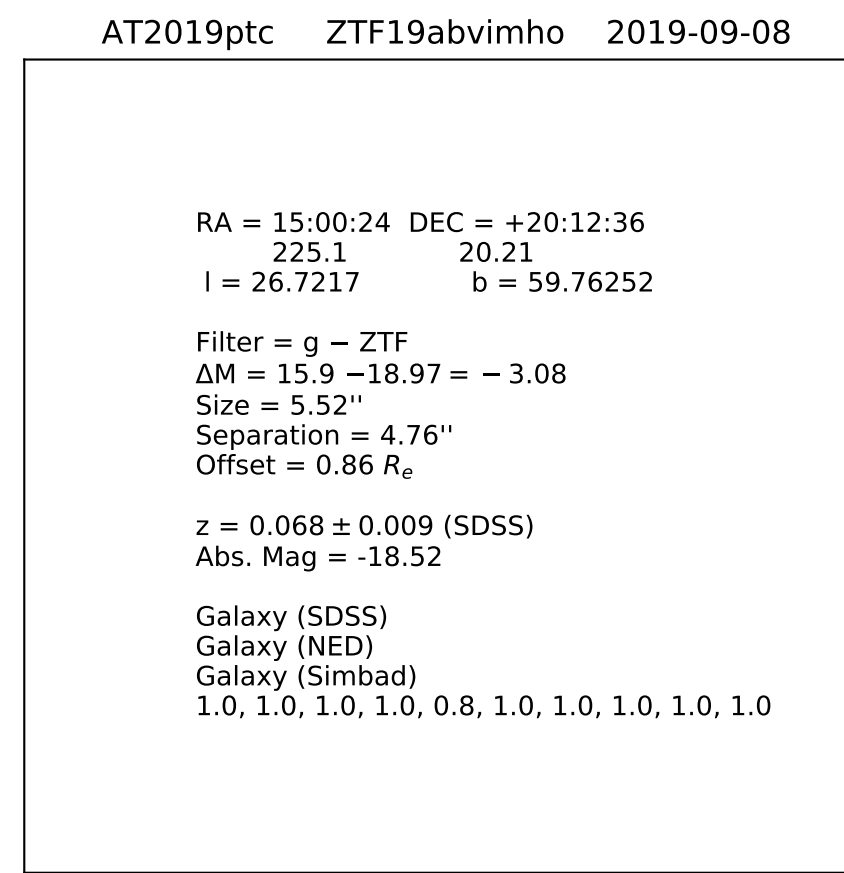 AT2019ptc ZTF19abvimho 2019-09-08
RA = 15:00:24 DEC = +20:12:36
225.1 20.21
l = 26.7217 b = 59.76252
Filter = g − ZTF
ΔM = 15.9 −18.97 = − 3.08
Size = 5.52''
Separation = 4.76''
Offset = 0.86 Re
z = 0.068 ± 0.009 (SDSS)
Abs. Mag = -18.52
Galaxy (SDSS)
Galaxy (NED)
Galaxy (Simbad)
1.0, 1.0, 1.0, 1.0, 0.8, 1.0, 1.0, 1.0, 1.0, 1.0